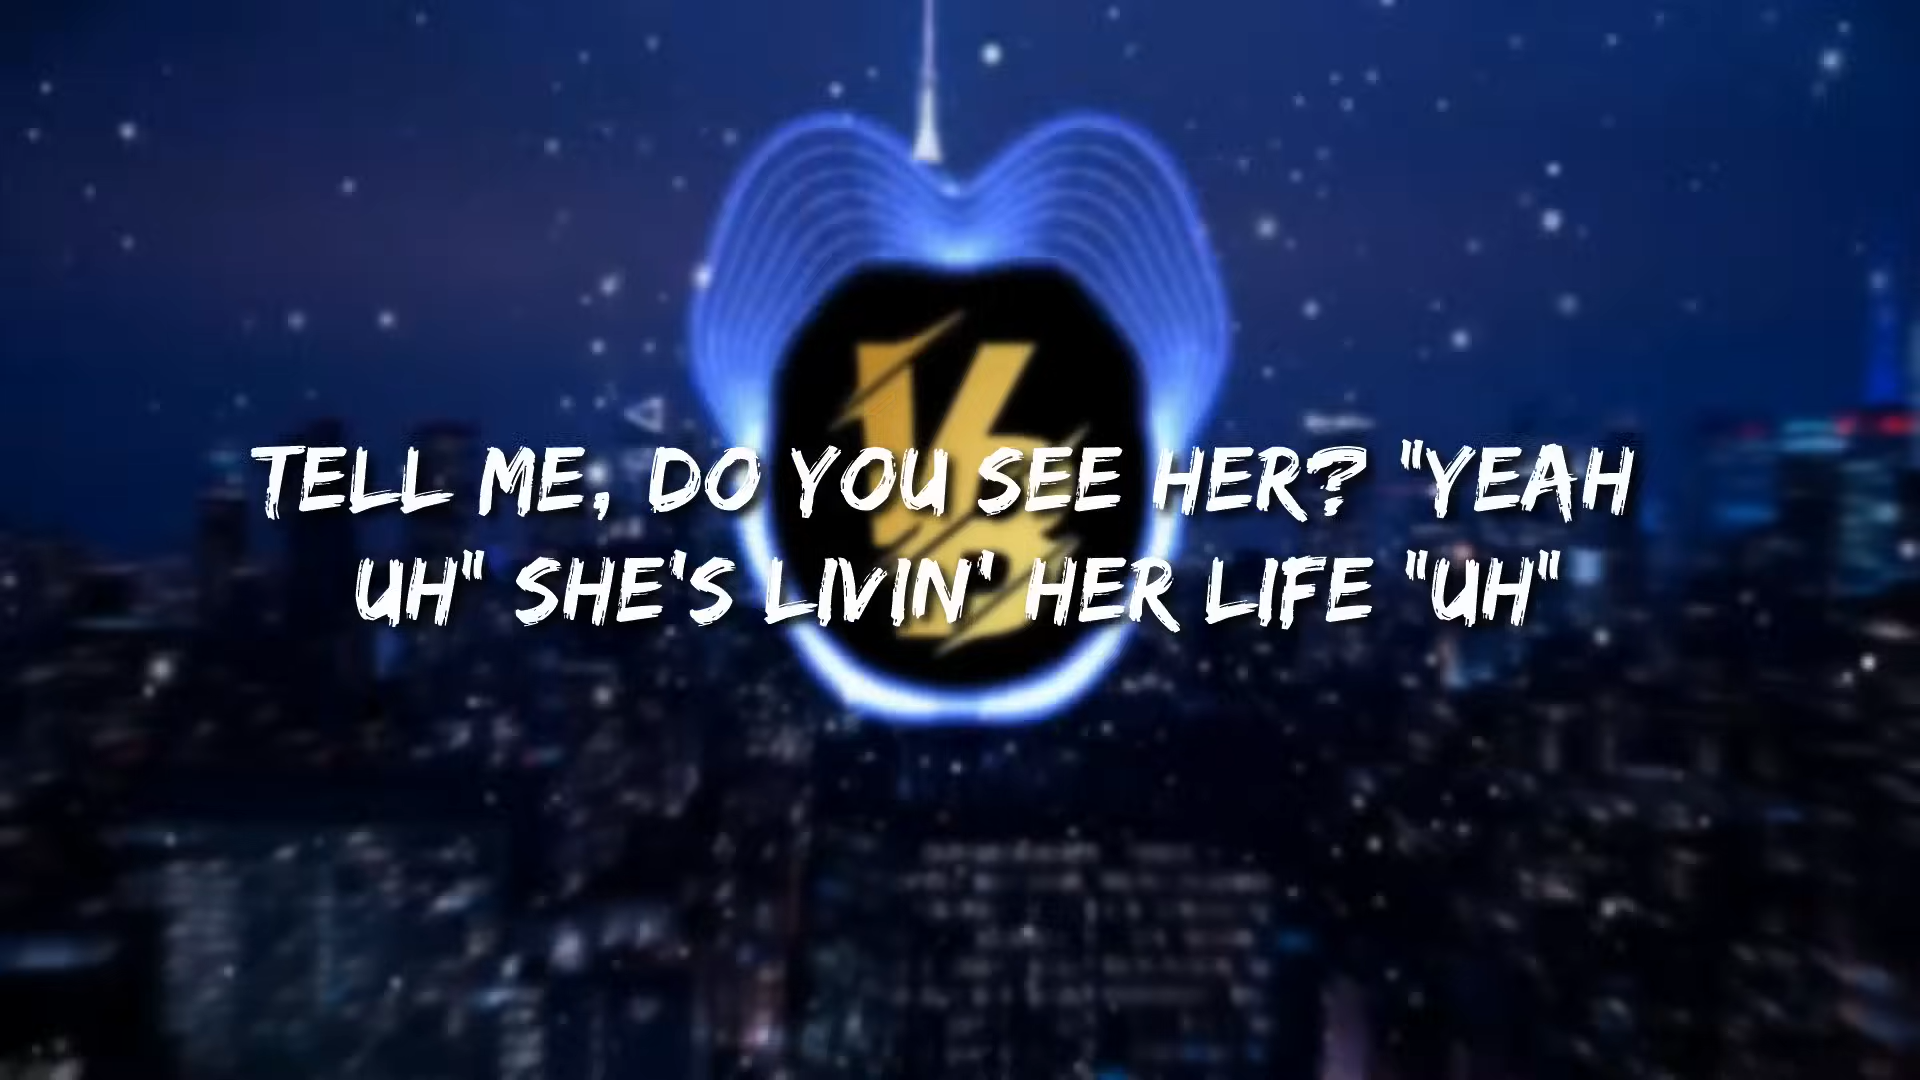 TELL ME, DO YOU SEE HER? "YEAH
UH" SHE'S LIVIN' HER LIFE "UH"